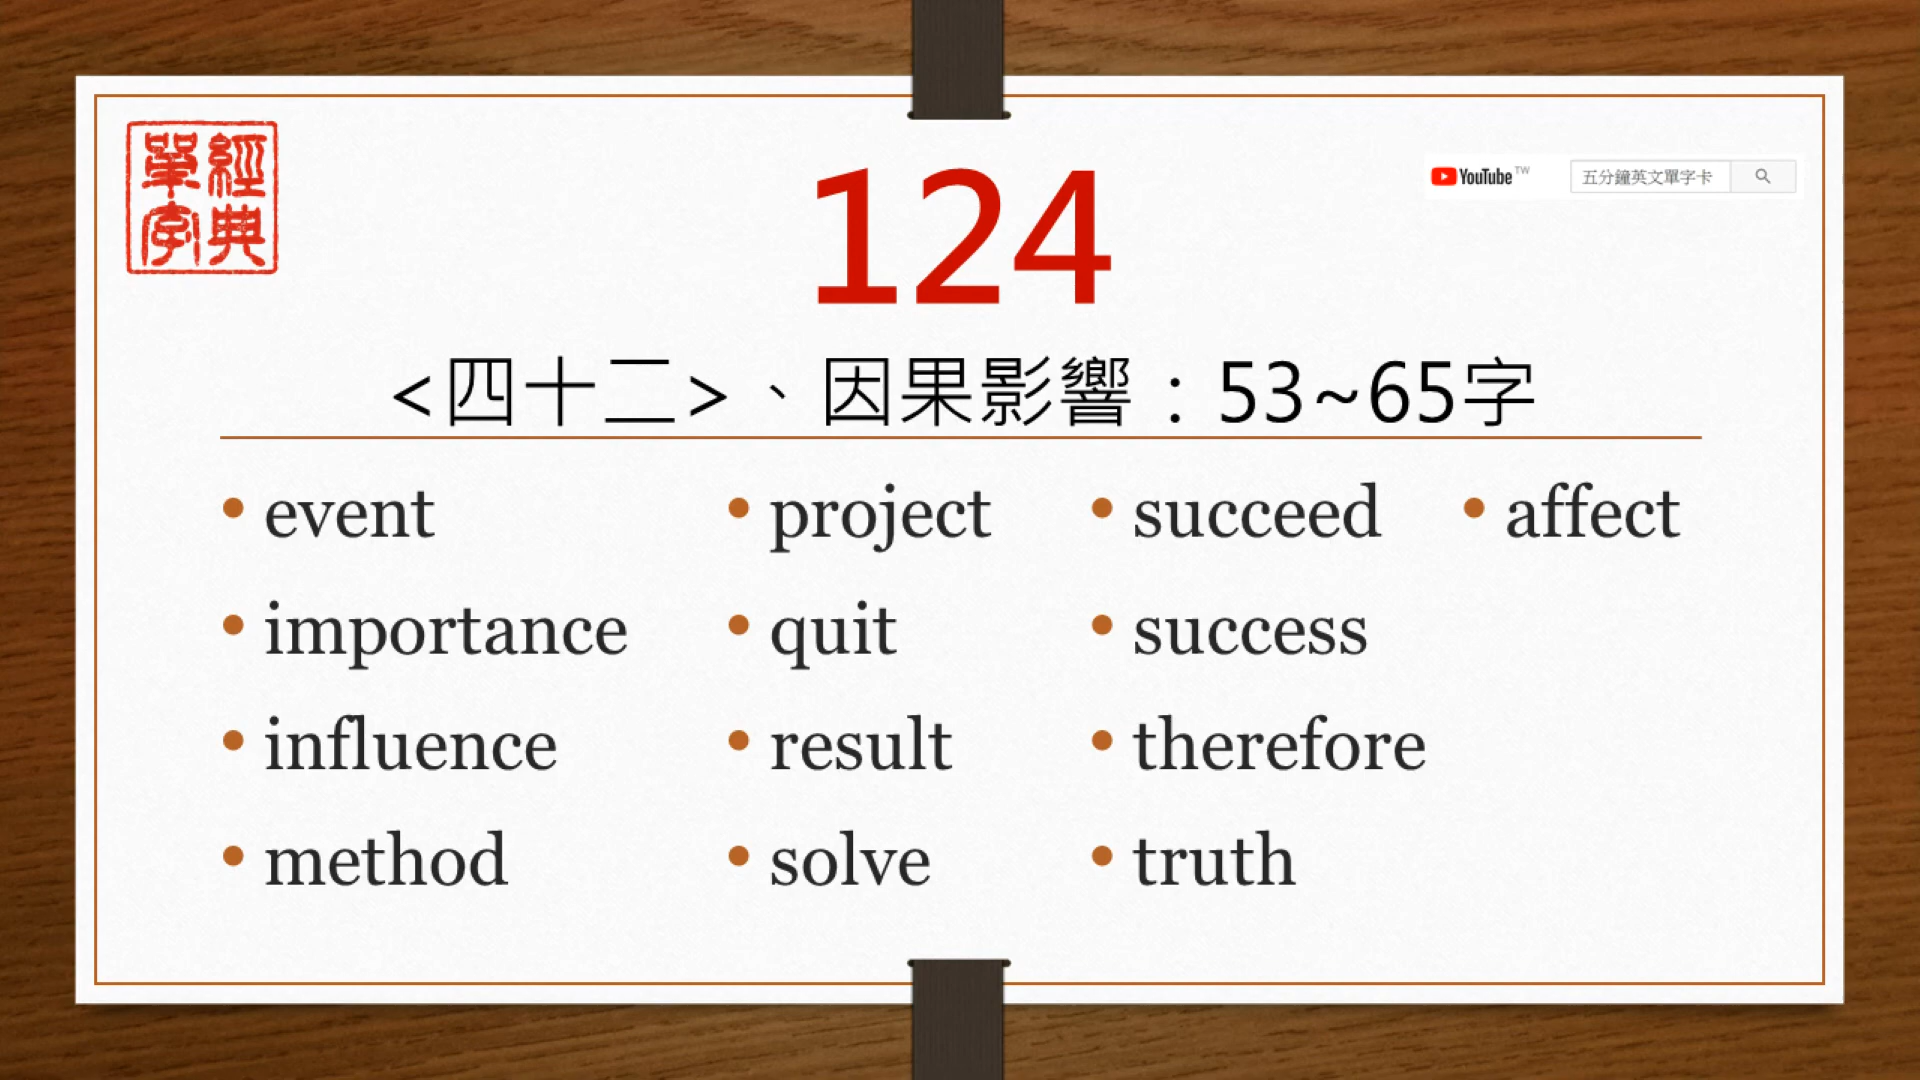 經典
單字
124
YouTube TW
五分鐘英文單字卡
<四十二>、因果影響：53~65字
event
importance
influence
method
project
quit
result
solve
succeed
success
therefore
truth
affect